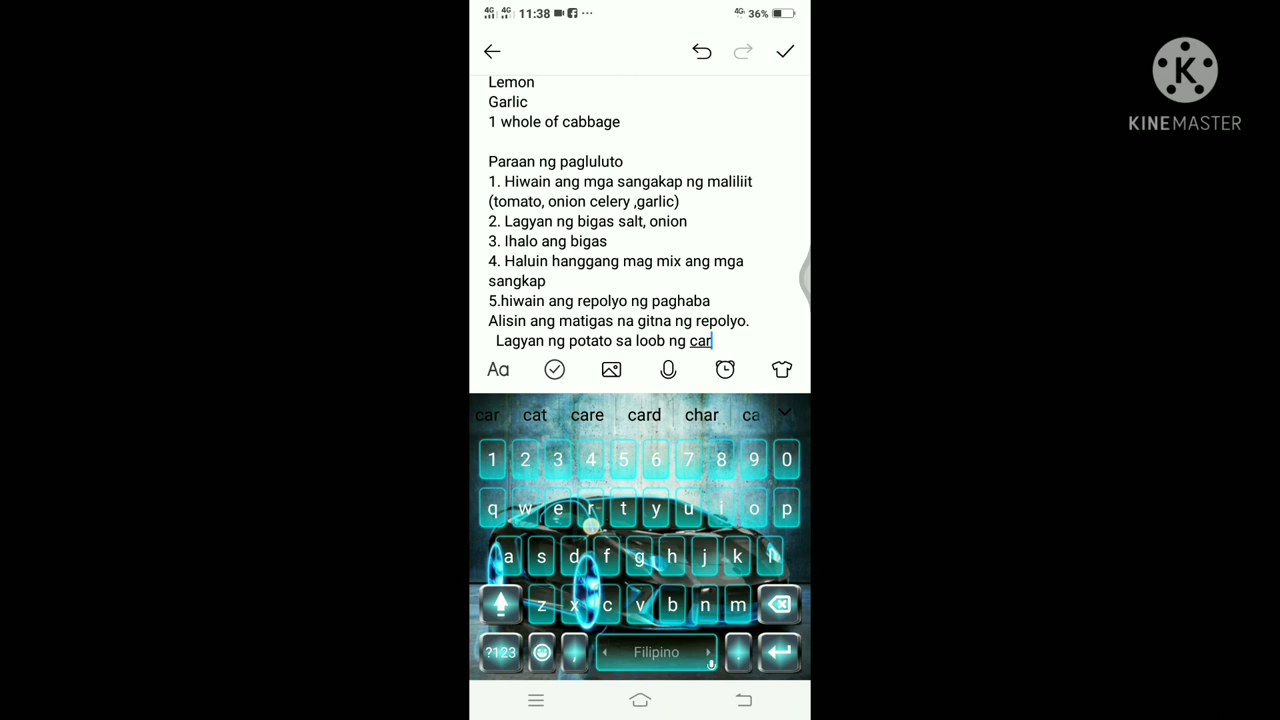 11:38
4G 36%
KINEMASTER
Lemon
Garlic
1 whole of cabbage
Paraan ng pagluluto
1. Hiwain ang mga sangakap ng maliliit
(tomato, onion celery ,garlic)
2. Lagyan ng bigas salt, onion
3. Ihalo ang bigas
4. Haluin hanggang mag mix ang mga
sangkap
5.hiwain ang repolyo ng paghaba
Alisin ang matigas na gitna ng repolyo.
Lagyan ng potato sa loob ng car
Aa
car cat care card char ca
1 2 3 4 5 6 7 8 9 0
q w e r t y u i o p
a s d f g h j k l
z x c v b n m
?123 , Filipino .